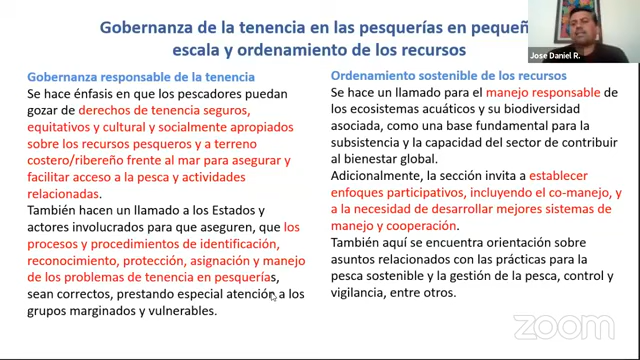 Gobernanza de la tenencia en las pesquerías en pequeñ
escala y ordenamiento de los recursos
Jose Daniel R.
Gobernanza responsable de la tenencia
Se hace énfasis en que los pescadores puedan
gozar de derechos de tenencia seguros,
equitativos y cultural y socialmente apropiados
sobre los recursos pesqueros y a terreno
costero/ribereño frente al mar para asegurar y
facilitar acceso a la pesca y actividades
relacionadas.
También hacen un llamado a los Estados y
actores involucrados para que aseguren, que los
procesos y procedimientos de identificación,
reconocimiento, protección, asignación y manejo
de los problemas de tenencia en pesquerías,
sean correctos, prestando especial atención a los
grupos marginados y vulnerables.
Ordenamiento sostenible de los recursos
Se hace un llamado para el manejo responsable de
los ecosistemas acuáticos y su biodiversidad
asociada, como una base fundamental para la
subsistencia y la capacidad del sector de contribuir
al bienestar global.
Adicionalmente, la sección invita a establecer
enfoques participativos, incluyendo el co-manejo, y
a la necesidad de desarrollar mejores sistemas de
manejo y cooperación.
También aquí se encuentra orientación sobre
asuntos relacionados con las prácticas para la
pesca sostenible y la gestión de la pesca, control y
vigilancia, entre otros.
zoom